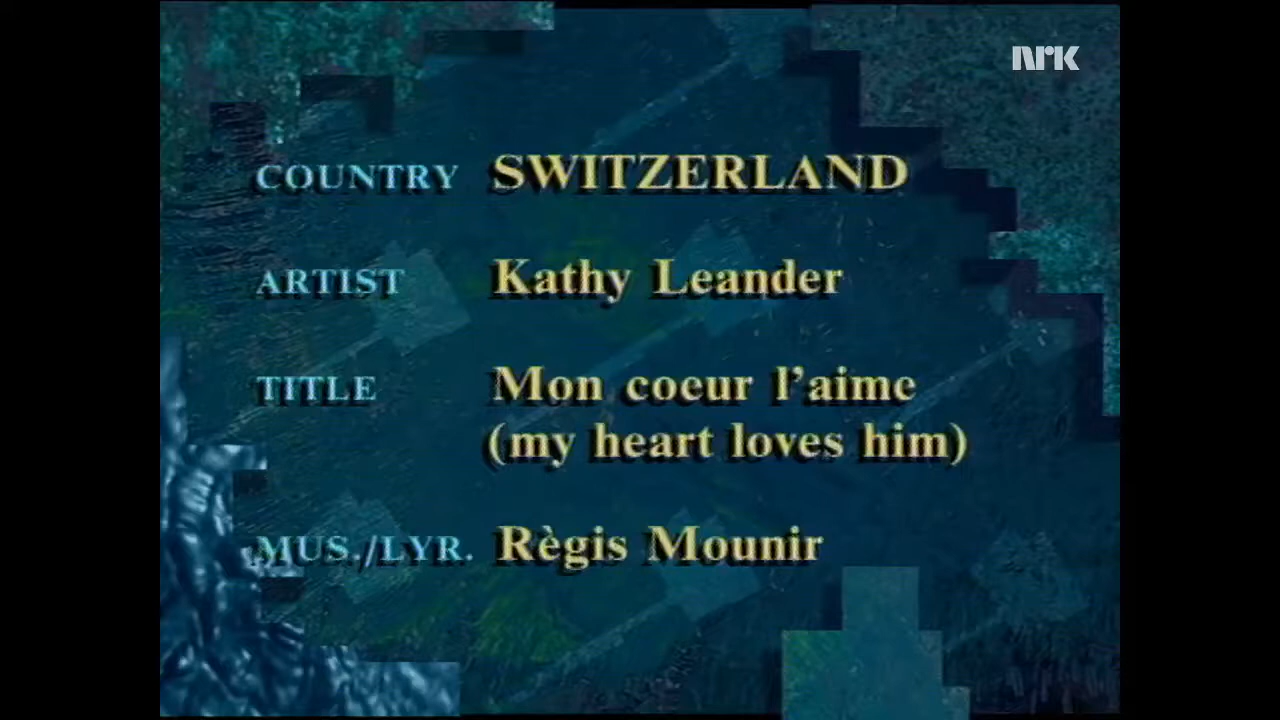 NRK
COUNTRY SWITZERLAND
ARTIST Kathy Leander
TITLE Mon coeur l'aime
(my heart loves him)
MUS./LYR. Règis Mounir